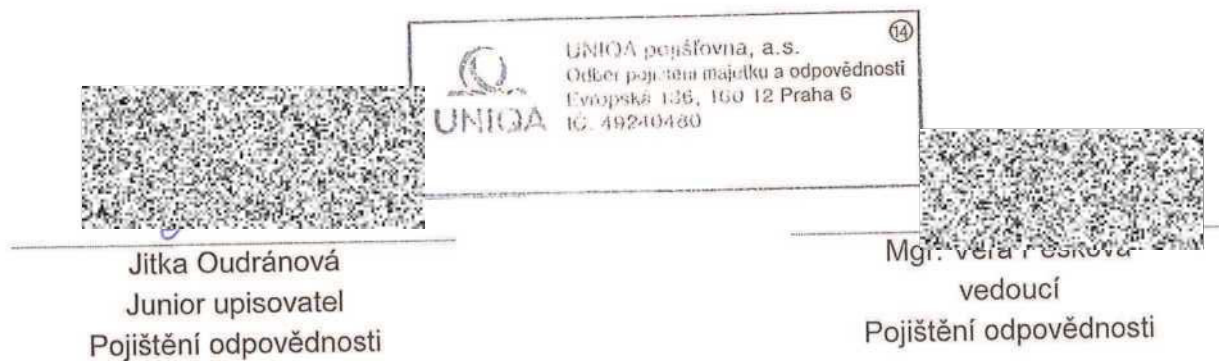 14
UNIQA pojišťovna, a.s.
Odbor pojištění majetku a odpovědnosti
Evropská 136, 160 12 Praha 6
UNIQA
IČ: 49240480
Jitka Oudránová
Junior upisovatel
Pojištění odpovědnosti
Mgr. Věra
vedoucí
Pojištění odpovědnosti